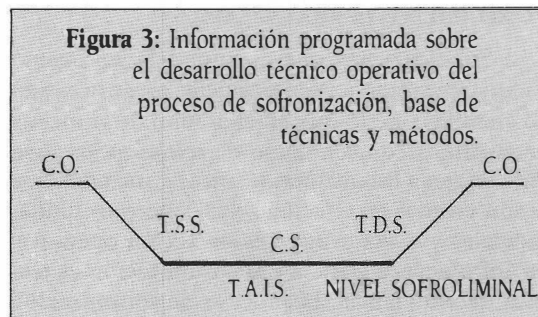 Figura 3: Información programada sobre
el desarrollo técnico operativo del
proceso de sofronización, base de
técnicas y métodos.
C.O. C.O.
T.S.S. C.S. T.D.S.
T.A.I.S. NIVEL SOFROLIMINAL